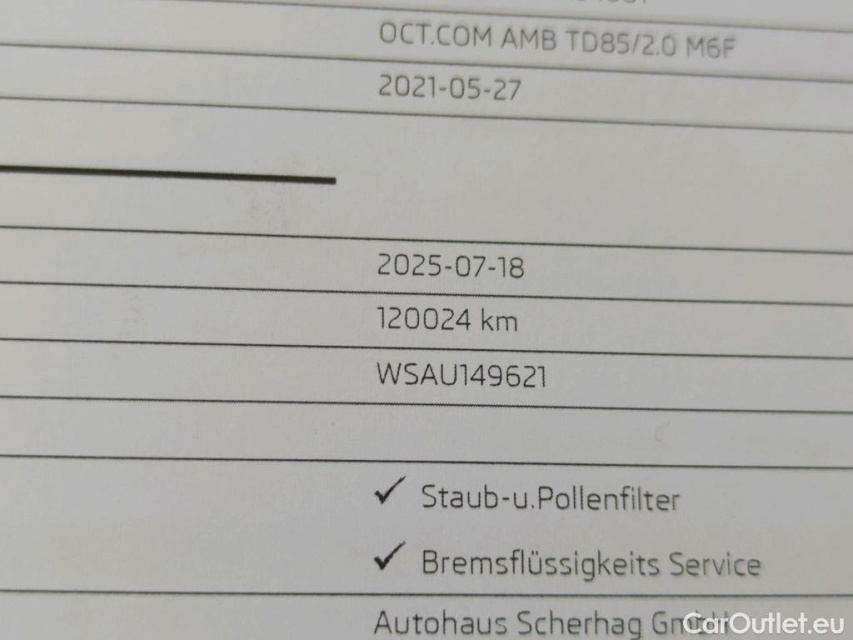 OCT.COM AMB TD85/2.0 M6F
2021-05-27
2025-07-18
120024 km
WSAU149621
✓ Staub-u.Pollenfilter
✓ Bremsflüssigkeits Service
Autohaus Scherhag GmbH
CarOutlet.eu